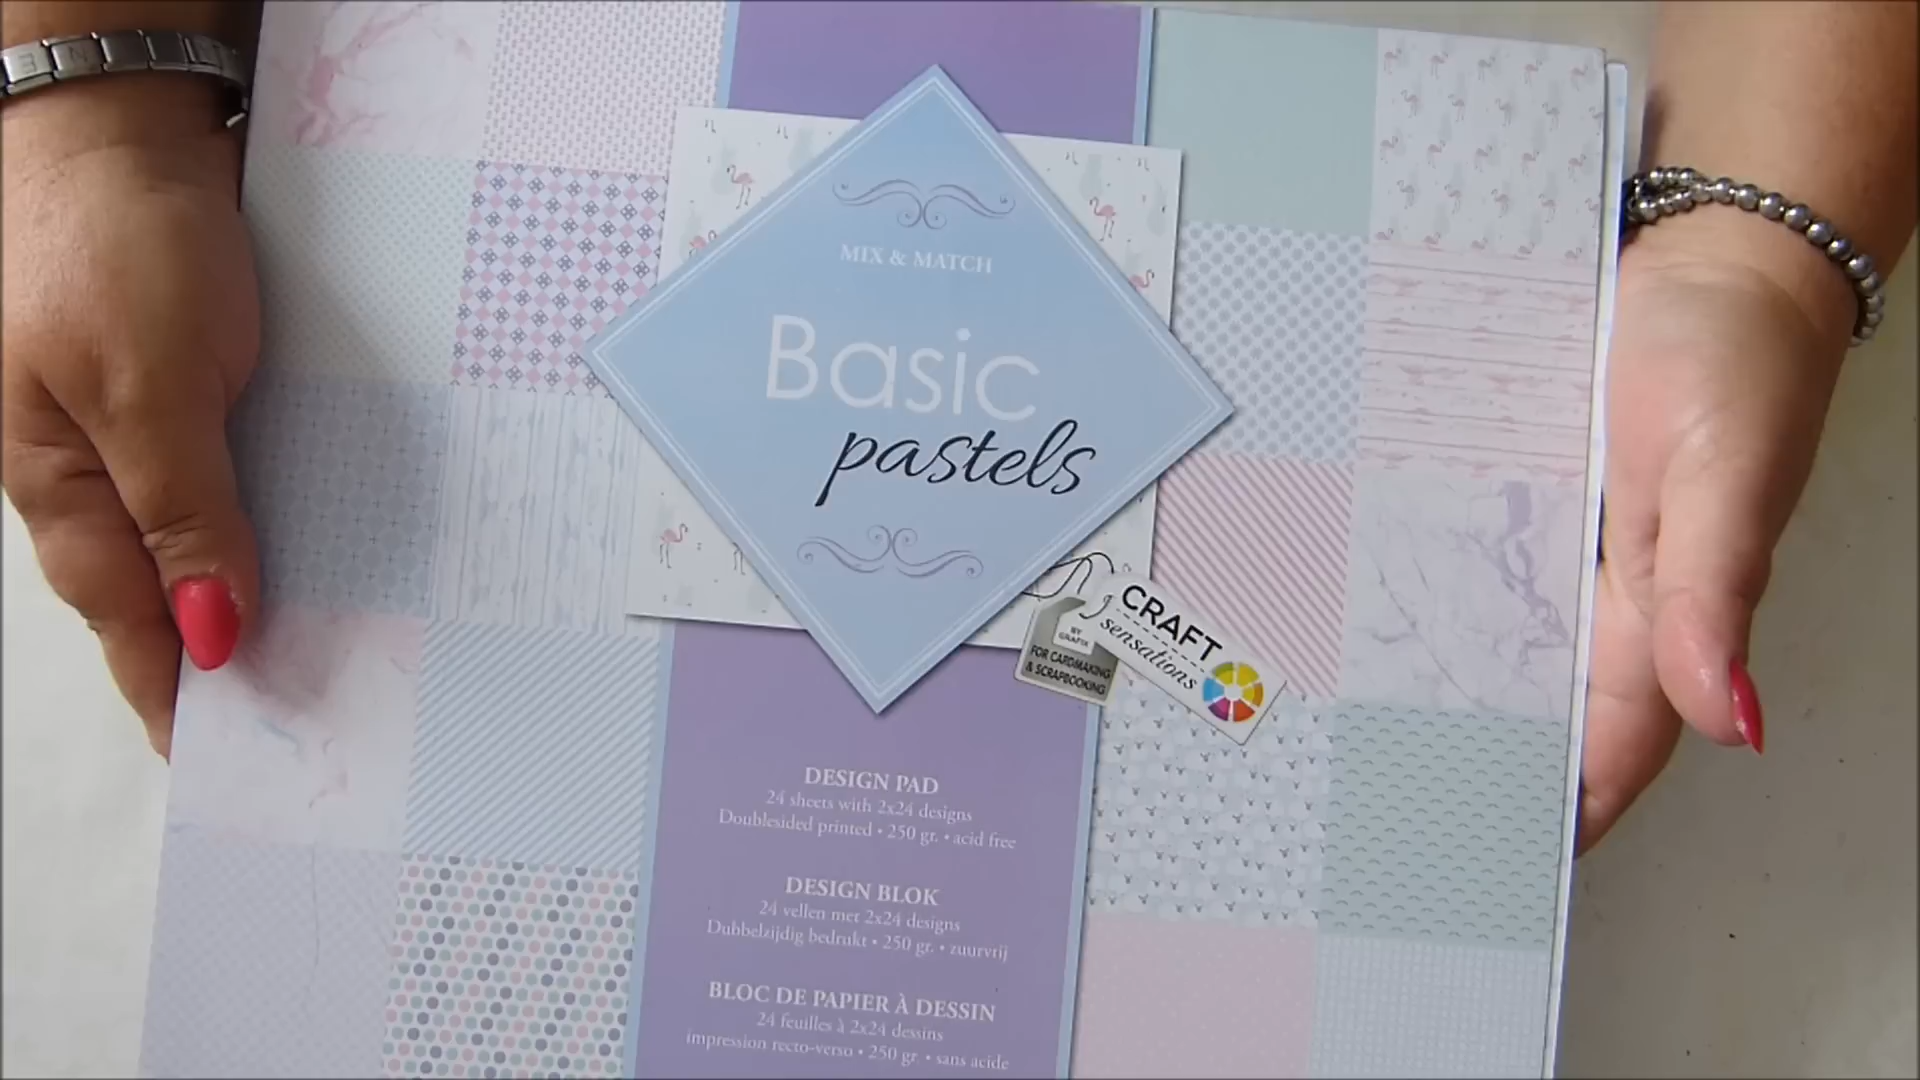 MIX & MATCH
Basic
pastels
CRAFT
sensations
BY
GRAFIX
FOR CARDMAKING
& SCRAPBOOKING
DESIGN PAD
24 sheets with 2x24 designs
Doublesided printed • 250 gr. • acid free
DESIGN BLOK
24 vellen met 2x24 designs
Dubbelzijdig bedrukt • 250 gr. • zuurvrij
BLOC DE PAPIER À DESSIN
24 feuilles à 2x24 dessins
impression recto-verso • 250 gr. • sans acide